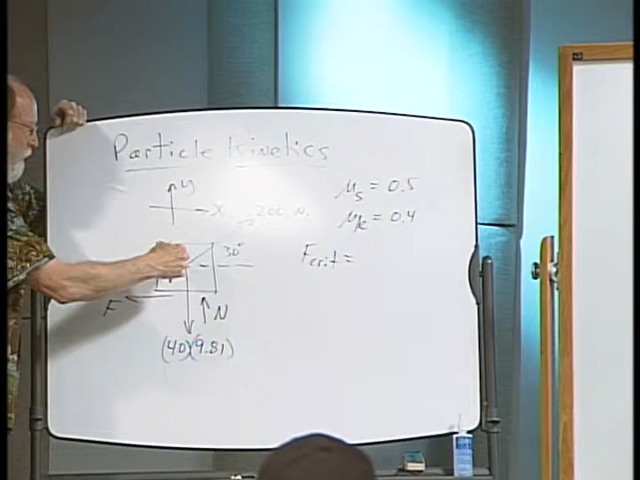 Particle Kinetics
y
x
200 N.
μs = 0.5
μk = 0.4
30°
Fcrit =
F
N
(40)(9.81)